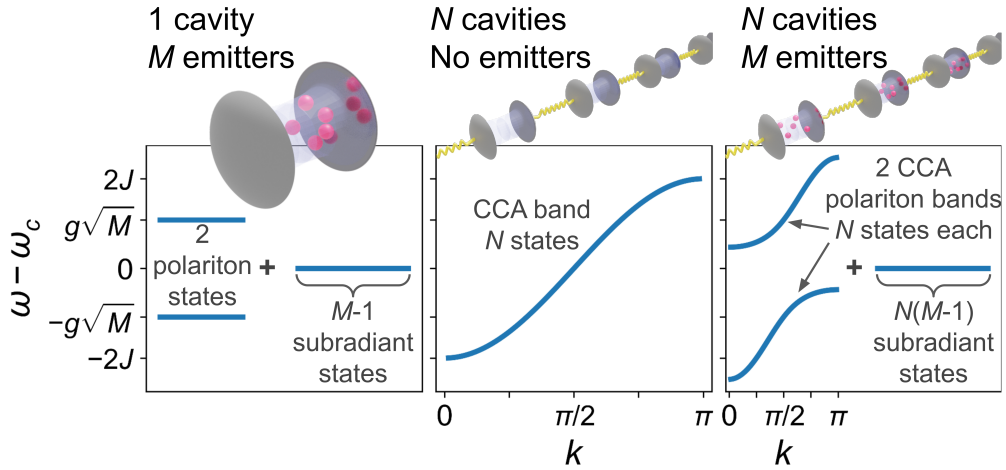 1 cavity
M emitters
N cavities
No emitters
N cavities
M emitters
ω − ω_c
2J
g√M
0
−g√M
−2J
2
polariton
states
+
M-1
subradiant
states
CCA band
N states
0
π/2
π
k
2 CCA
polariton bands
N states each
+
N(M-1)
subradiant
states
0
π/2
π
k